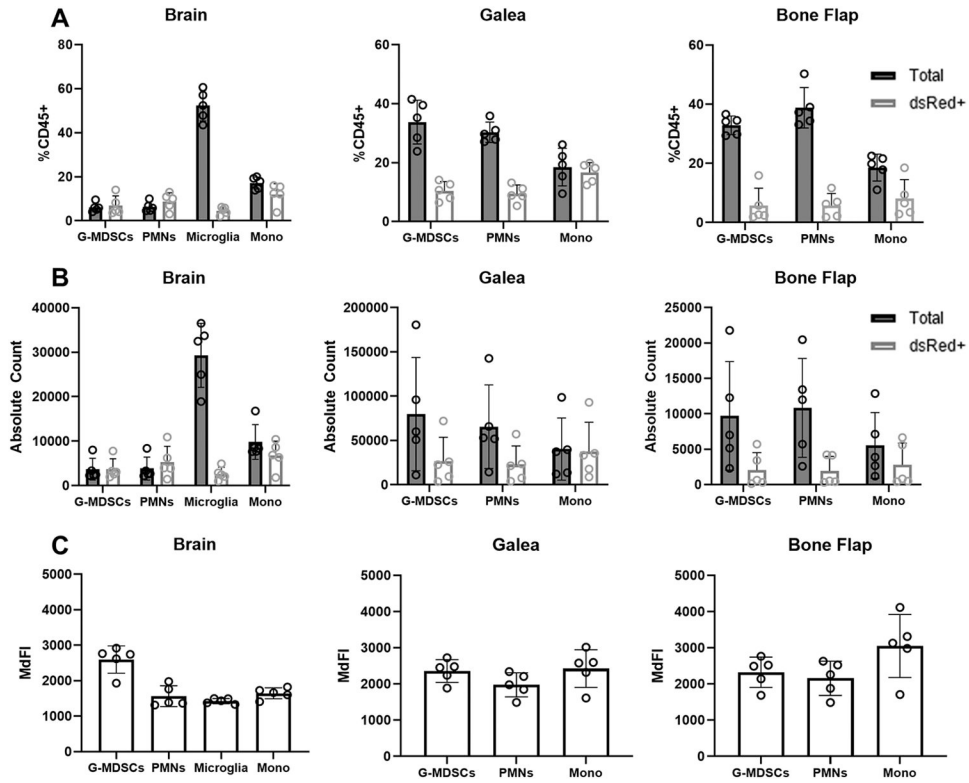 A
Brain
Galea
Bone Flap
%CD45+
80
60
40
20
0
G-MDSCs PMNs Microglia Mono
%CD45+
60
40
20
0
G-MDSCs PMNs Mono
%CD45+
60
40
20
0
G-MDSCs PMNs Mono
Total
dsRed+
B
Brain
Galea
Bone Flap
Absolute Count
40000
30000
20000
10000
0
G-MDSCs PMNs Microglia Mono
Absolute Count
200000
150000
100000
50000
0
G-MDSCs PMNs Mono
Absolute Count
25000
20000
15000
10000
5000
0
G-MDSCs PMNs Mono
Total
dsRed+
C
Brain
Galea
Bone Flap
MdFI
5000
4000
3000
2000
1000
0
G-MDSCs PMNs Microglia Mono
MdFI
5000
4000
3000
2000
1000
0
G-MDSCs PMNs Mono
MdFI
5000
4000
3000
2000
1000
0
G-MDSCs PMNs Mono